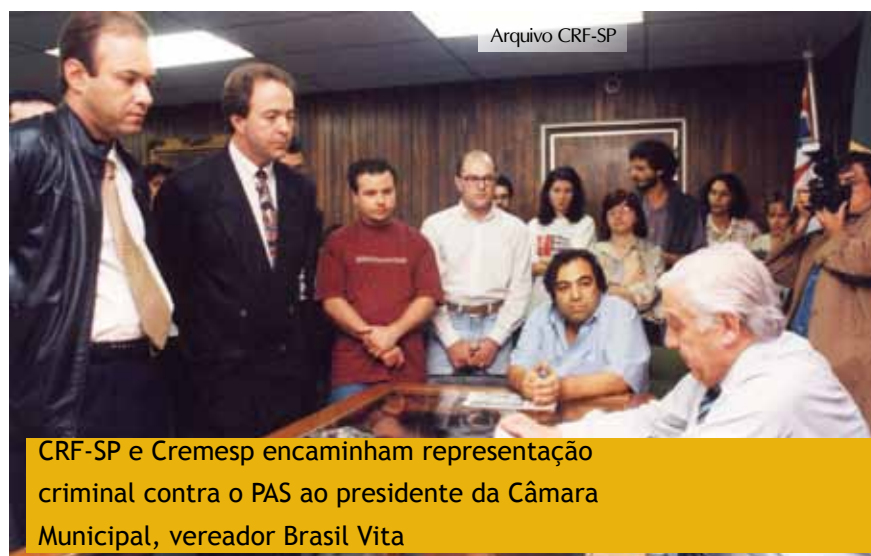 Arquivo CRF-SP
CRF-SP e Cremesp encaminham representação
criminal contra o PAS ao presidente da Câmara
Municipal, vereador Brasil Vita